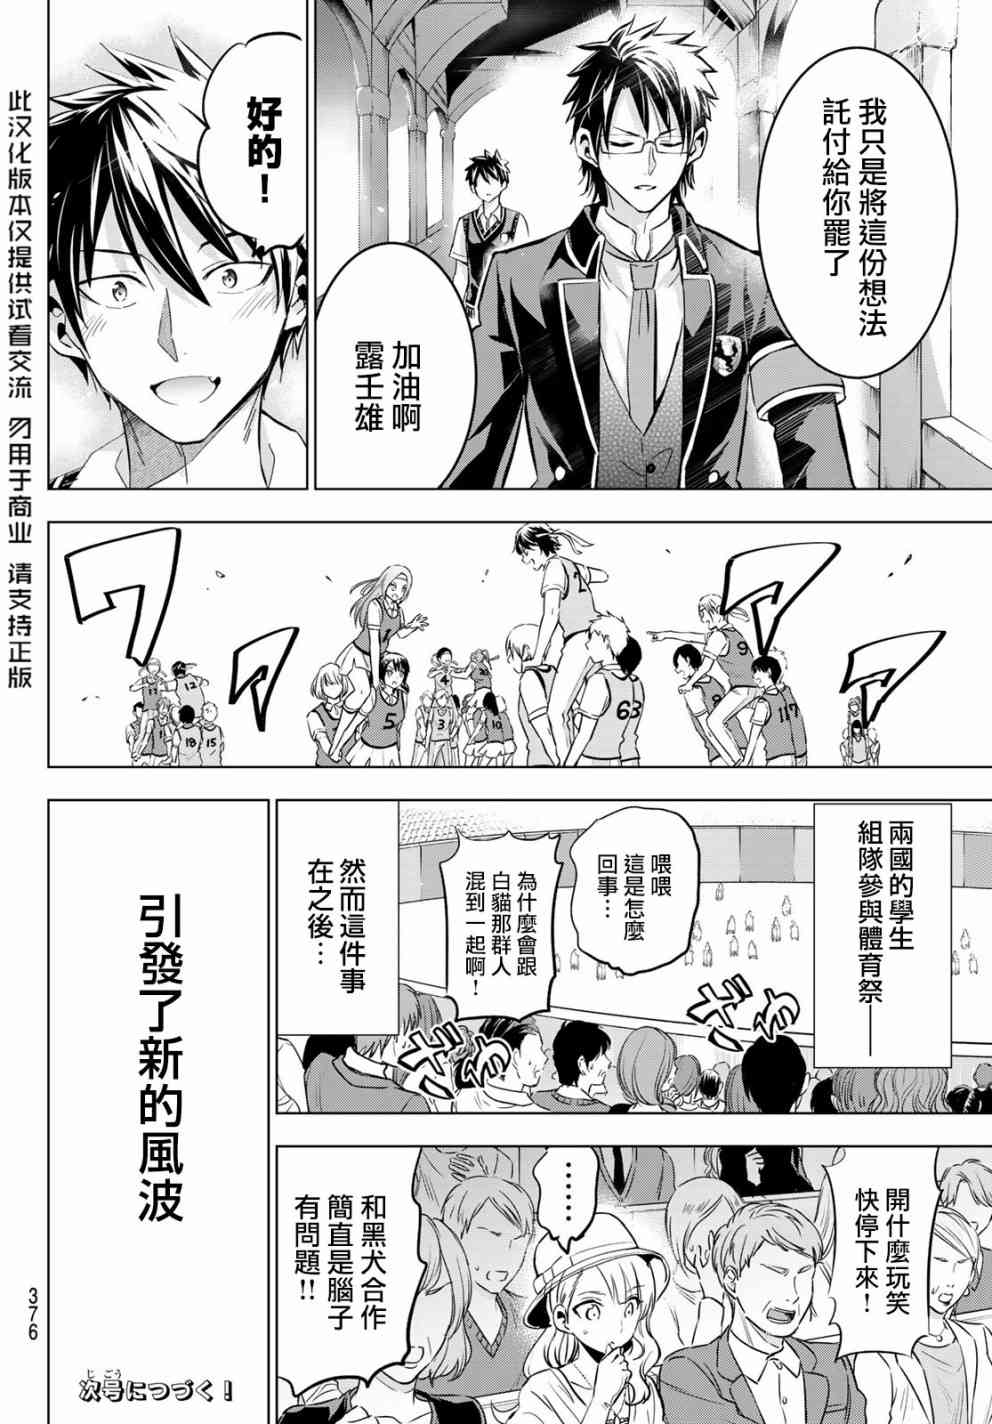 我只是將這份想法
託付給你罷了
加油啊
露壬雄
好的！
ワァァ
兩國的學生
組隊參與體育祭——
喂喂
這是怎麼
回事…
為什麼會跟
白貓那群人
混到一起啊！
然而這件事
在之後…
開什麼玩笑
快停下來！
……
和黑犬合作
簡直是腦子
有問題!!
引發了新的風波
じごう
次号につづく！
376
此汉化版本仅提供试看交流 勿用于商业 请支持正版